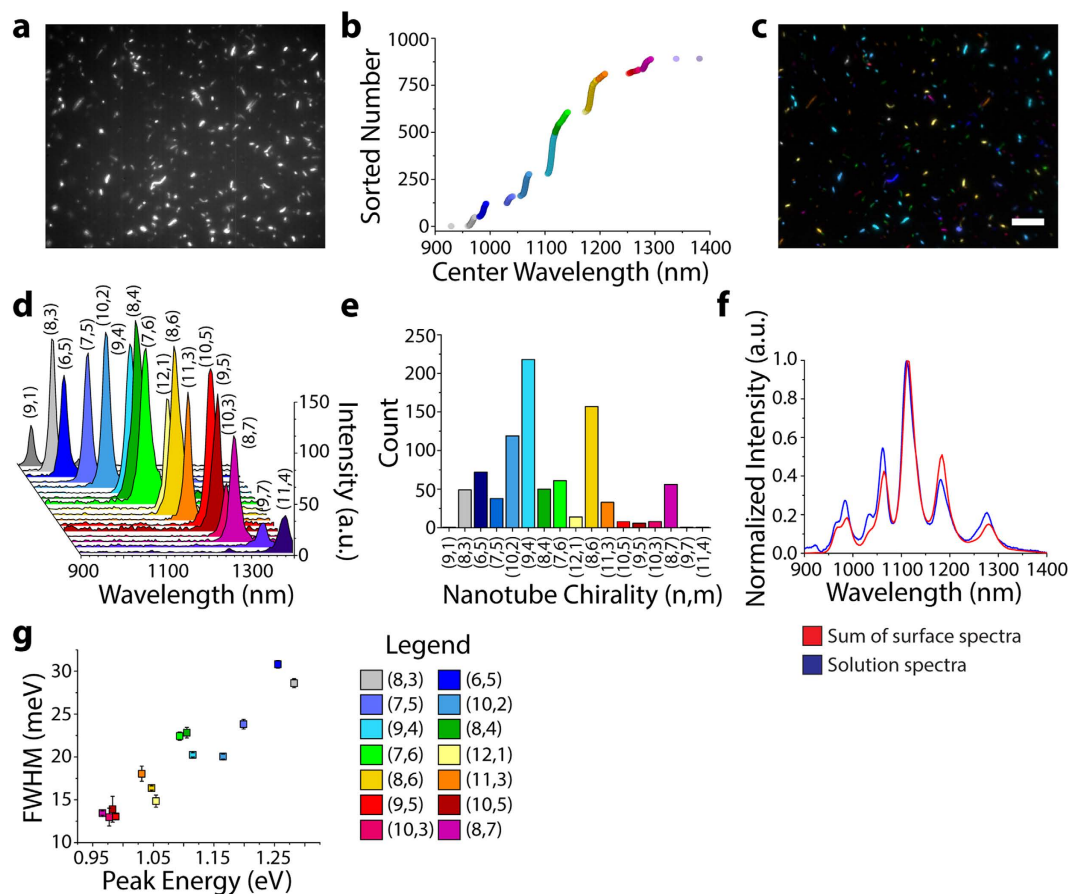 a
b
c
Sorted Number
1000
750
500
250
0
900 1000 1100 1200 1300 1400
Center Wavelength (nm)
d
(9,1)
(8,3)
(6,5)
(7,5)
(10,2)
(9,4)
(8,4)
(7,6)
(12,1)
(8,6)
(11,3)
(10,5)
(9,5)
(10,3)
(8,7)
(9,7)
(11,4)
150
100
50
0
Intensity (a.u.)
900 1100 1300
Wavelength (nm)
e
Count
250
200
150
100
50
0
(9,1) (8,3) (6,5) (7,5) (10,2) (9,4) (8,4) (7,6) (12,1) (8,6) (11,3) (10,5) (9,5) (10,3) (8,7) (9,7) (11,4)
Nanotube Chirality (n,m)
f
Normalized Intensity (a.u.)
1.0
0.8
0.6
0.4
0.2
0.0
900 1000 1100 1200 1300 1400
Wavelength (nm)
Sum of surface spectra
Solution spectra
g
FWHM (meV)
30
25
20
15
10
0.95 1.05 1.15 1.25
Peak Energy (eV)
Legend
(8,3) (6,5)
(7,5) (10,2)
(9,4) (8,4)
(7,6) (12,1)
(8,6) (11,3)
(9,5) (10,5)
(10,3) (8,7)